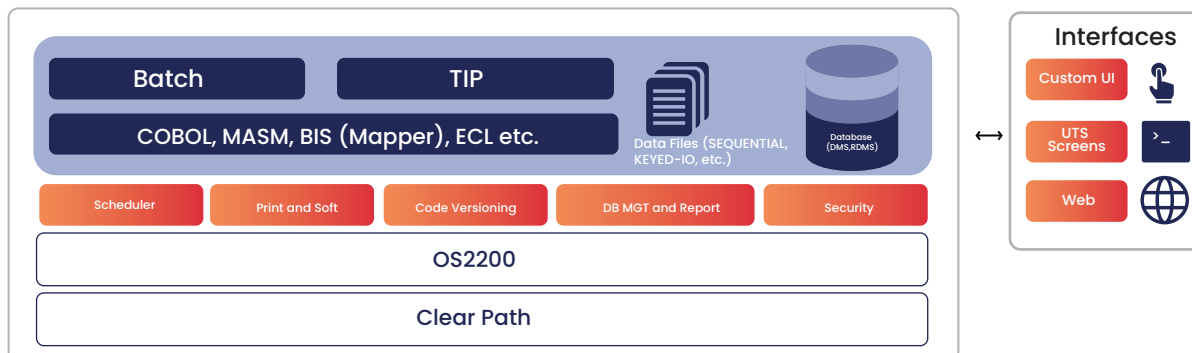 Batch
TIP
COBOL, MASM, BIS (Mapper), ECL etc.
Data Files (SEQUENTIAL,
KEYED-IO, etc.)
Database
(DMS,RDMS)
Scheduler
Print and Soft
Code Versioning
DB MGT and Report
Security
OS2200
Clear Path
Interfaces
Custom UI
UTS
Screens
>_
Web